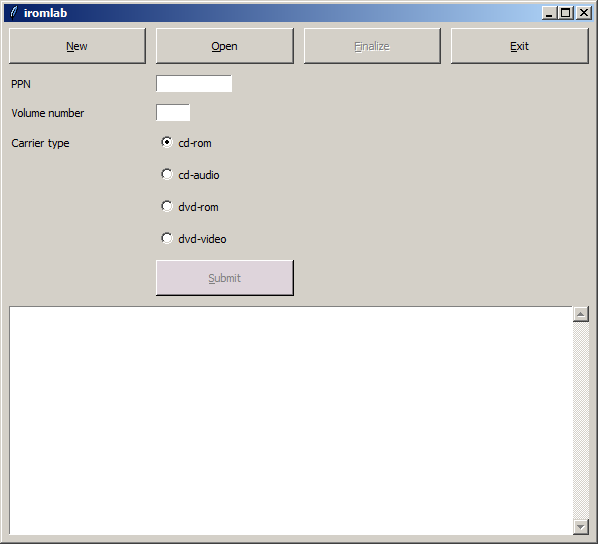 iromlab
New Open Finalize Exit
PPN
Volume number
Carrier type cd-rom
cd-audio
dvd-rom
dvd-video
Submit